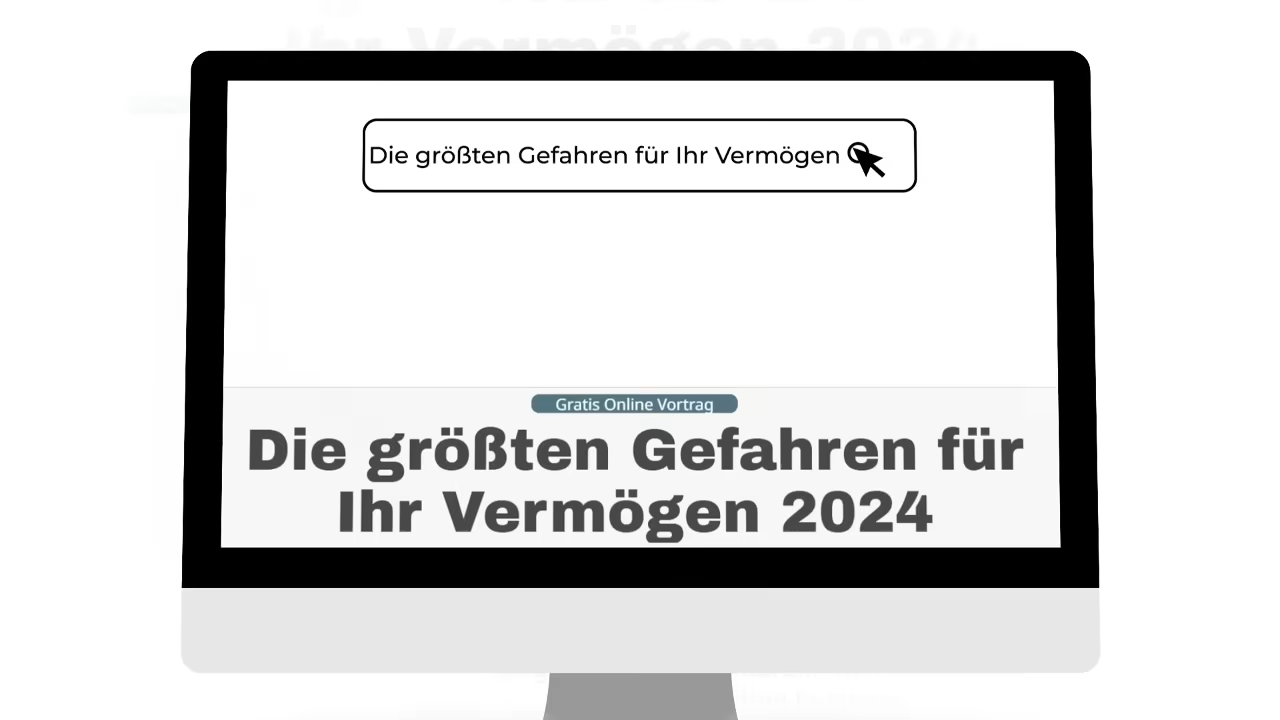 Die größten Gefahren für Ihr Vermögen
Gratis Online Vortrag
Die größten Gefahren für
Ihr Vermögen 2024